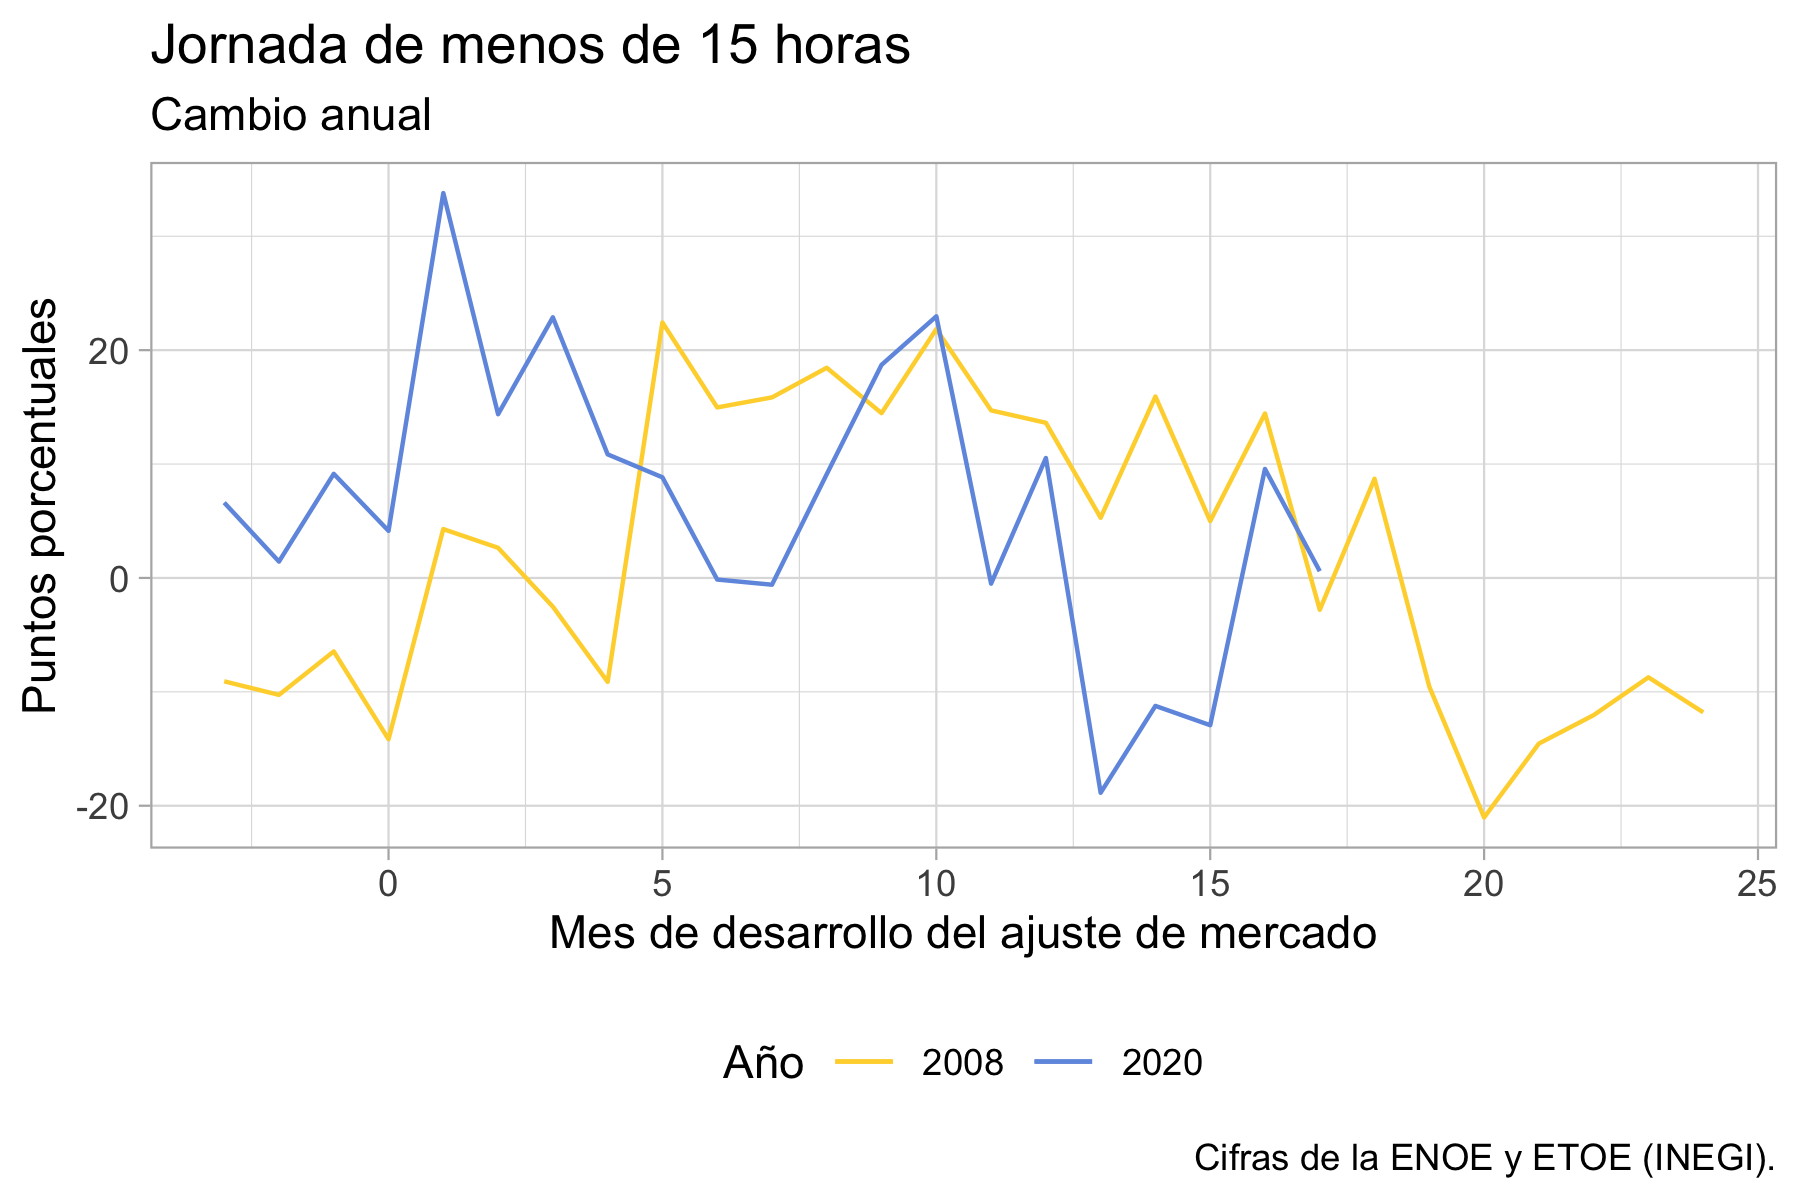 Jornada de menos de 15 horas
Cambio anual
Puntos porcentuales
20
0
-20
0 5 10 15 20 25
Mes de desarrollo del ajuste de mercado
Año 2008 2020
Cifras de la ENOE y ETOE (INEGI).